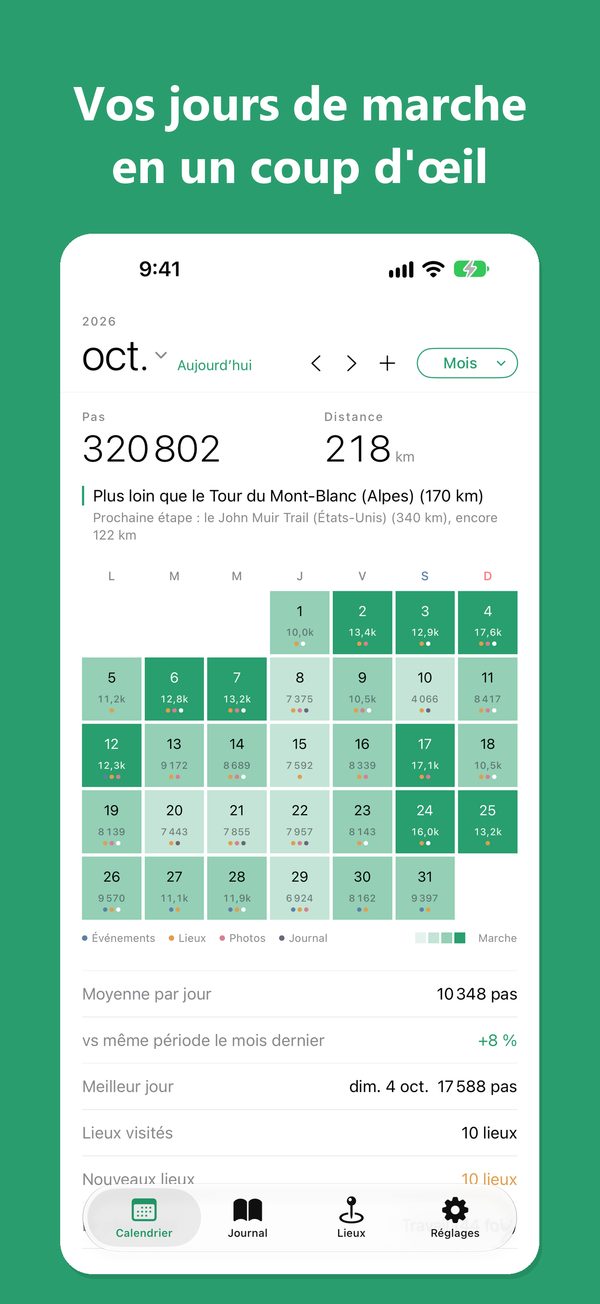 Vos jours de marche
en un coup d'œil
9:41
2026
oct. Aujourd’hui Mois
Pas Distance
320 802 218 km
Plus loin que le Tour du Mont-Blanc (Alpes) (170 km)
Prochaine étape : le John Muir Trail (États-Unis) (340 km), encore
122 km
L M M J V S D
1 2 3 4
10,0k 13,4k 12,9k 17,6k
5 6 7 8 9 10 11
11,2k 12,8k 13,2k 7 375 10,5k 4 066 8 417
12 13 14 15 16 17 18
12,3k 9 172 8 689 7 592 8 339 17,1k 10,5k
19 20 21 22 23 24 25
8 139 7 443 7 855 7 957 8 143 16,0k 13,2k
26 27 28 29 30 31
9 570 11,1k 11,9k 6 924 8 162 9 397
Événements Lieux Photos Journal Marche
Moyenne par jour 10 348 pas
vs même période le mois dernier +8 %
Meilleur jour dim. 4 oct. 17 588 pas
Lieux visités 10 lieux
Nouveaux lieux 10 lieux
Calendrier Journal Lieux Réglages